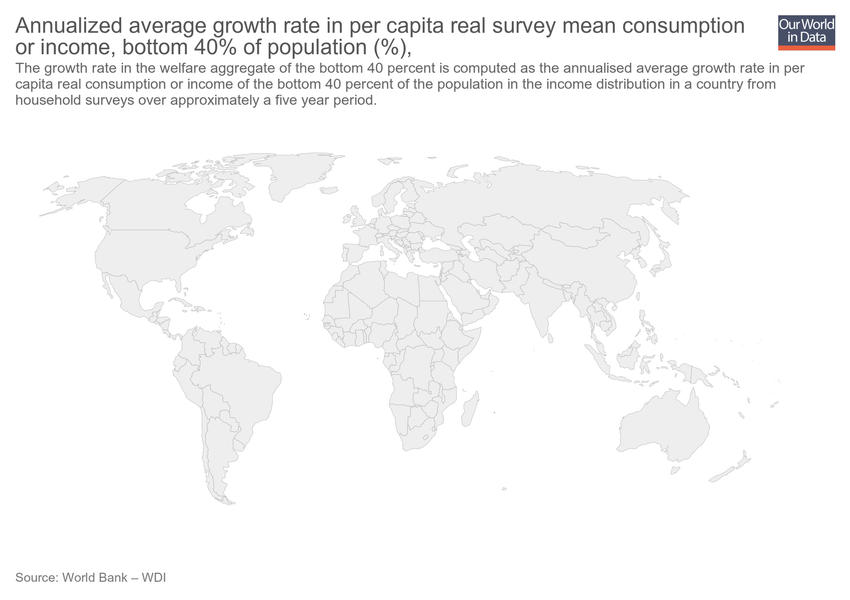 Annualized average growth rate in per capita real survey mean consumption
or income, bottom 40% of population (%),
Our World
in Data
The growth rate in the welfare aggregate of the bottom 40 percent is computed as the annualised average growth rate in per
capita real consumption or income of the bottom 40 percent of the population in the income distribution in a country from
household surveys over approximately a five year period.
Source: World Bank – WDI